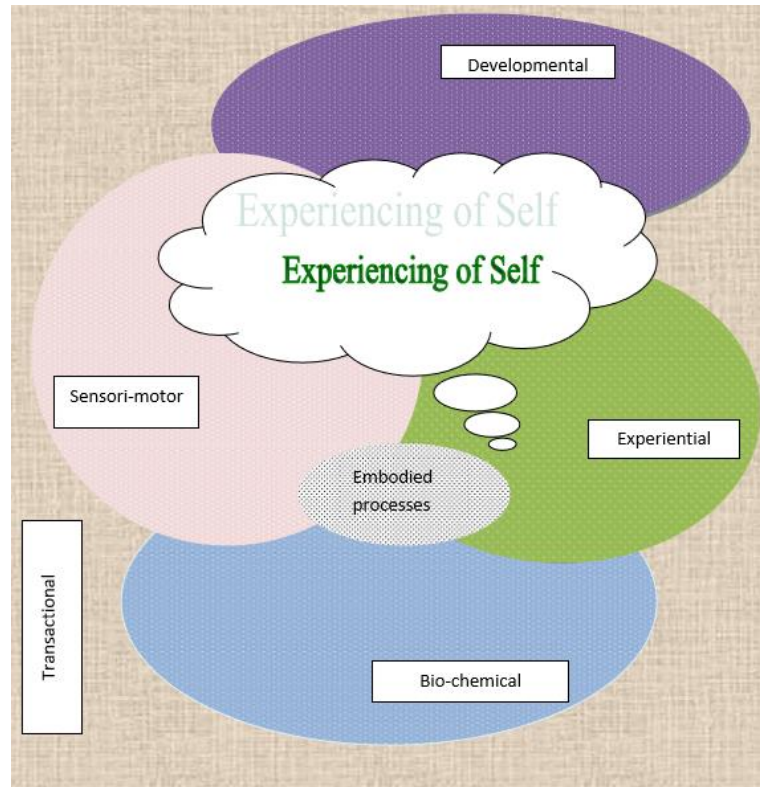 Developmental
Experiencing of Self
Experiencing of Self
Sensori-motor
Experiential
Embodied
processes
Transactional
Bio-chemical